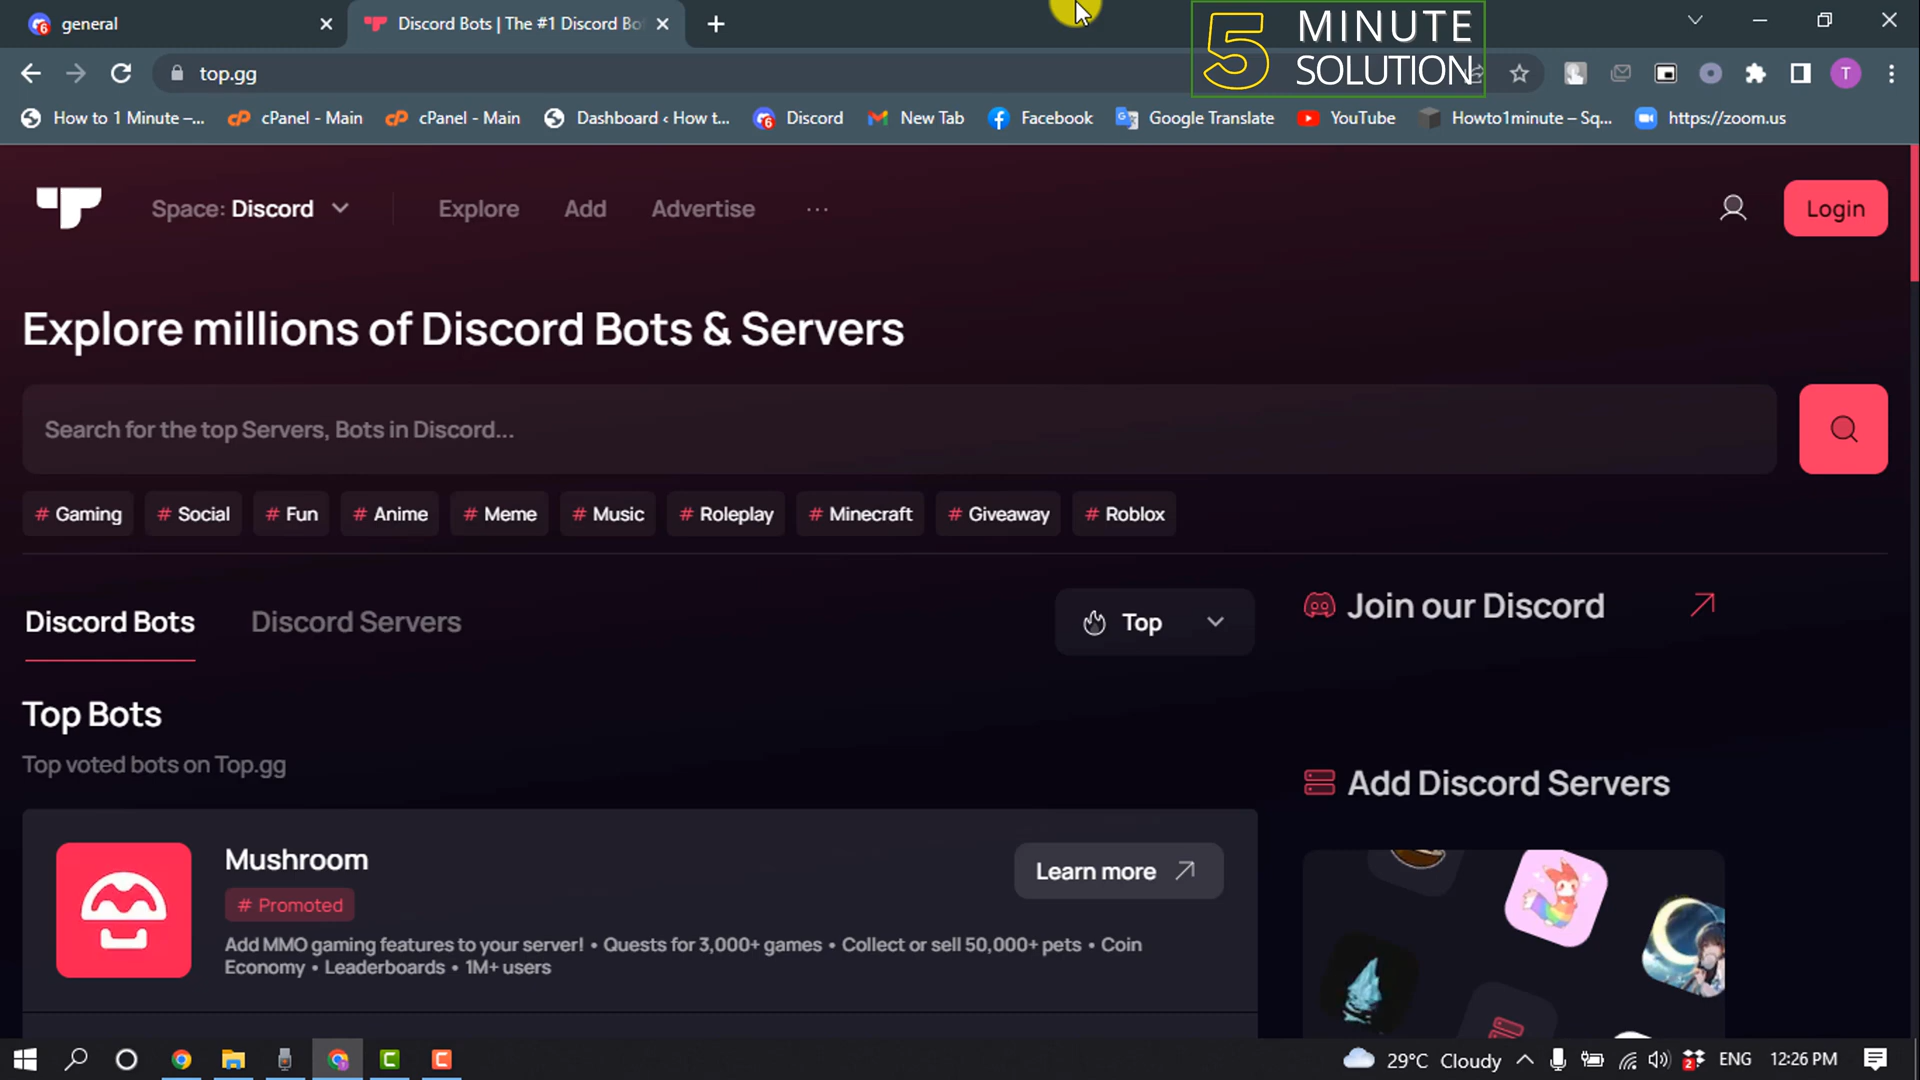 general
Discord Bots | The #1 Discord Bo
5 MINUTE
SOLUTION
top.gg
T
How to 1 Minute –...
cPanel - Main
cPanel - Main
Dashboard ‹ How t...
Discord
New Tab
Facebook
Google Translate
YouTube
Howto1minute – Sq...
https://zoom.us
Space: Discord
Explore
Add
Advertise
...
Login
Explore millions of Discord Bots & Servers
Search for the top Servers, Bots in Discord...
# Gaming
# Social
# Fun
# Anime
# Meme
# Music
# Roleplay
# Minecraft
# Giveaway
# Roblox
Discord Bots
Discord Servers
Top
Join our Discord
Top Bots
Top voted bots on Top.gg
Add Discord Servers
Mushroom
# Promoted
Learn more
Add MMO gaming features to your server! • Quests for 3,000+ games • Collect or sell 50,000+ pets • Coin
Economy • Leaderboards • 1M+ users
29°C Cloudy
ENG
12:26 PM